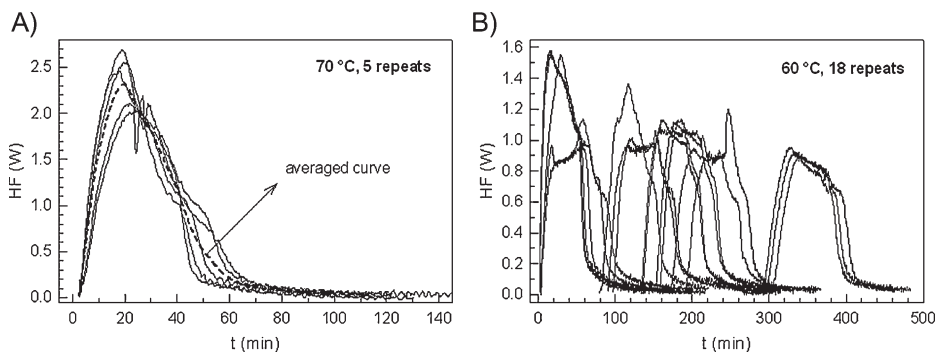 A)
70 °C, 5 repeats
averaged curve
HF (W)
2.5
2.0
1.5
1.0
0.5
0.0
0 20 40 60 80 100 120 140
t (min)
B)
60 °C, 18 repeats
HF (W)
1.6
1.4
1.2
1.0
0.8
0.6
0.4
0.2
0.0
0 100 200 300 400 500
t (min)